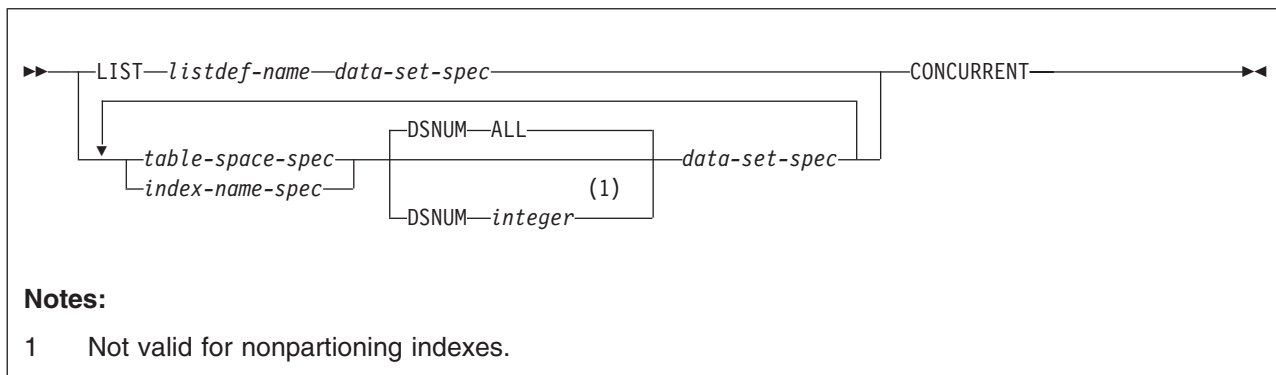 LIST listdef-name data-set-spec CONCURRENT
DSNUM ALL
table-space-spec data-set-spec
index-name-spec (1)
DSNUM integer
Notes:
1 Not valid for nonpartioning indexes.